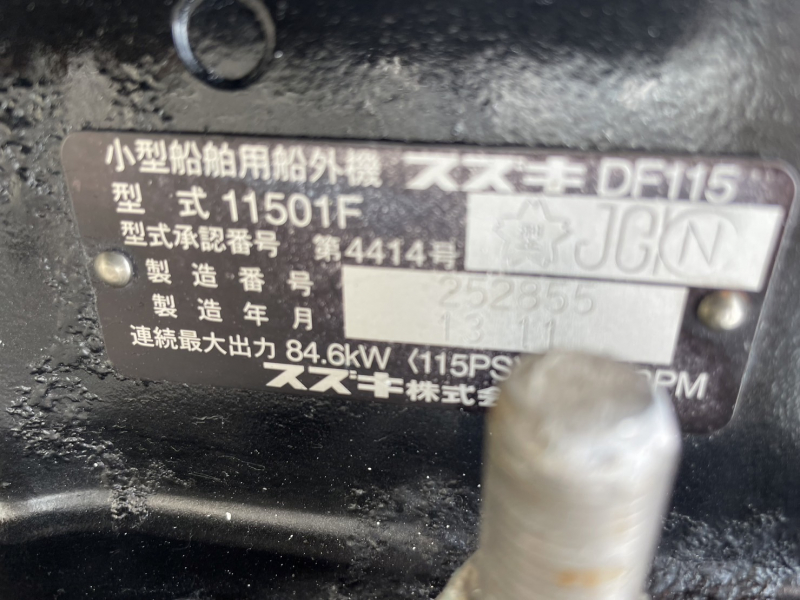 小型船舶用船外機 スズキ DF115
型式 11501F
型式承認番号 第4414号 JCI N
製造番号 252855
製造年月 13 11
連続最大出力 84.6kW 〈115PS
スズキ株式会